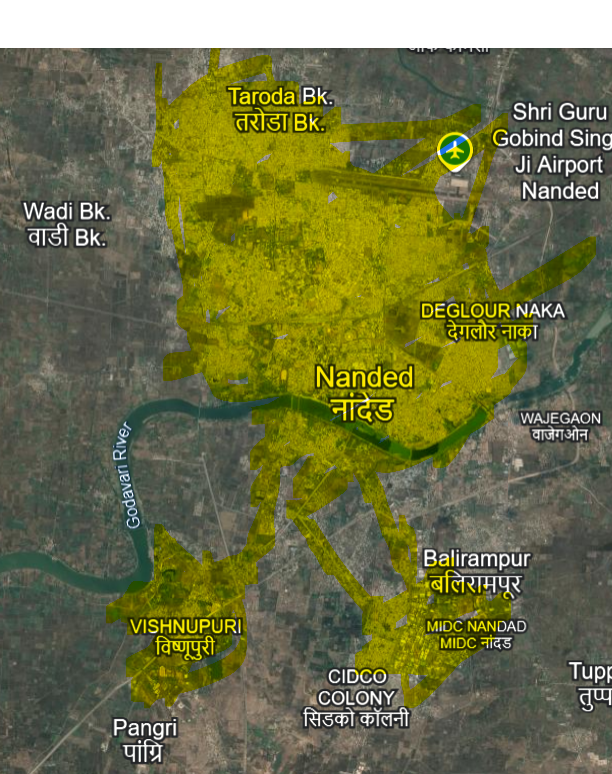 Taroda Bk.
तरोडा Bk.
Shri Guru
Gobind Sing
Ji Airport
Nanded
Wadi Bk.
वाडी Bk.
DEGLOUR NAKA
देगलोर नाका
Nanded
नांदेड
WAJEGAON
वाजेगओन
Godavari River
Balirampur
बलिरामपूर
VISHNUPURI
विष्णूपुरी
MIDC NANDAD
MIDC नांदड
CIDCO
COLONY
सिडको कॉलनी
Tupp
तुप्प
Pangri
पांग्रि